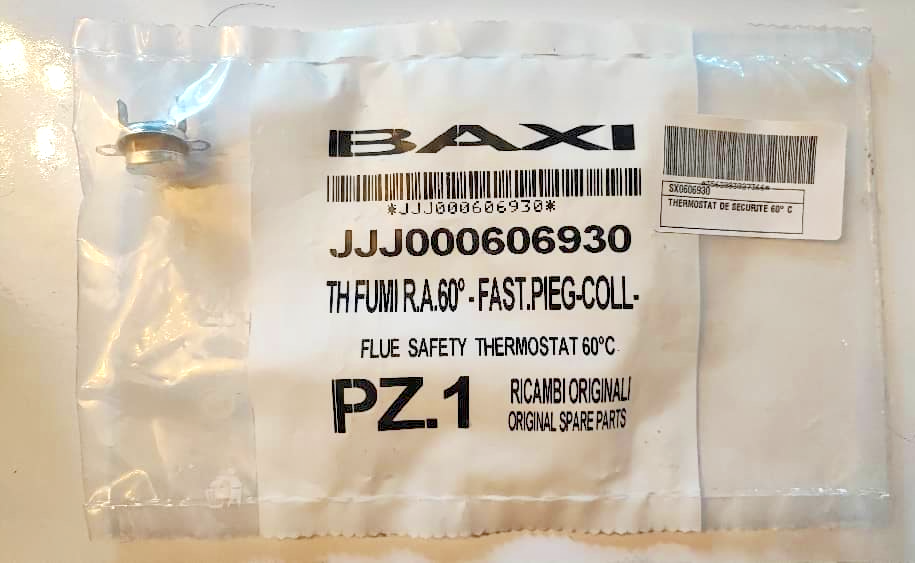 BAXI
*JJJ000606930*
JJJ000606930
TH FUMI R.A.60° - FAST.PIEG-COLL-
FLUE SAFETY THERMOSTAT 60°C
PZ.1
RICAMBI ORIGINALI
ORIGINAL SPARE PARTS
SX0606930
THERMOSTAT DE SECURITE 60° C